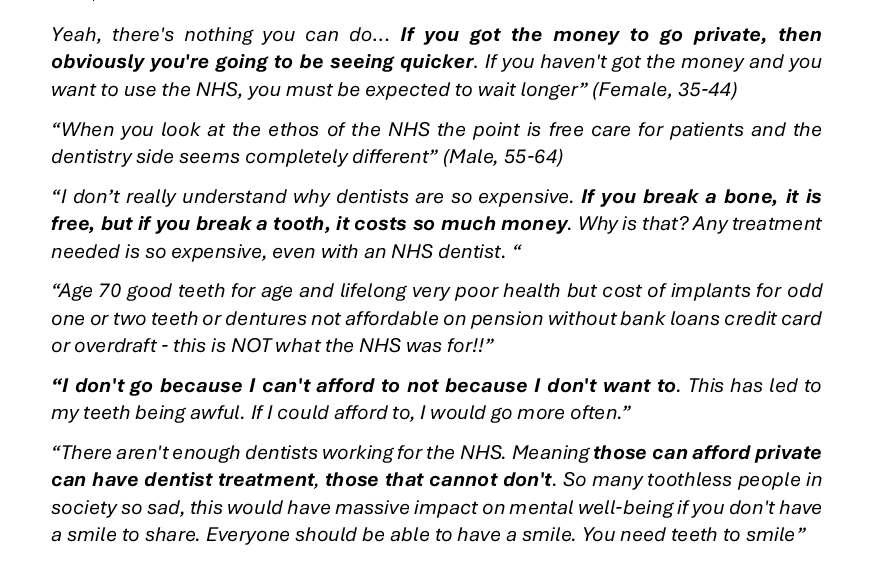 Yeah, there's nothing you can do... If you got the money to go private, then
obviously you're going to be seeing quicker. If you haven't got the money and you
want to use the NHS, you must be expected to wait longer” (Female, 35-44)
“When you look at the ethos of the NHS the point is free care for patients and the
dentistry side seems completely different” (Male, 55-64)
“I don’t really understand why dentists are so expensive. If you break a bone, it is
free, but if you break a tooth, it costs so much money. Why is that? Any treatment
needed is so expensive, even with an NHS dentist. “
“Age 70 good teeth for age and lifelong very poor health but cost of implants for odd
one or two teeth or dentures not affordable on pension without bank loans credit card
or overdraft - this is NOT what the NHS was for!!”
“I don't go because I can't afford to not because I don't want to. This has led to
my teeth being awful. If I could afford to, I would go more often.”
“There aren't enough dentists working for the NHS. Meaning those can afford private
can have dentist treatment, those that cannot don't. So many toothless people in
society so sad, this would have massive impact on mental well-being if you don't have
a smile to share. Everyone should be able to have a smile. You need teeth to smile”